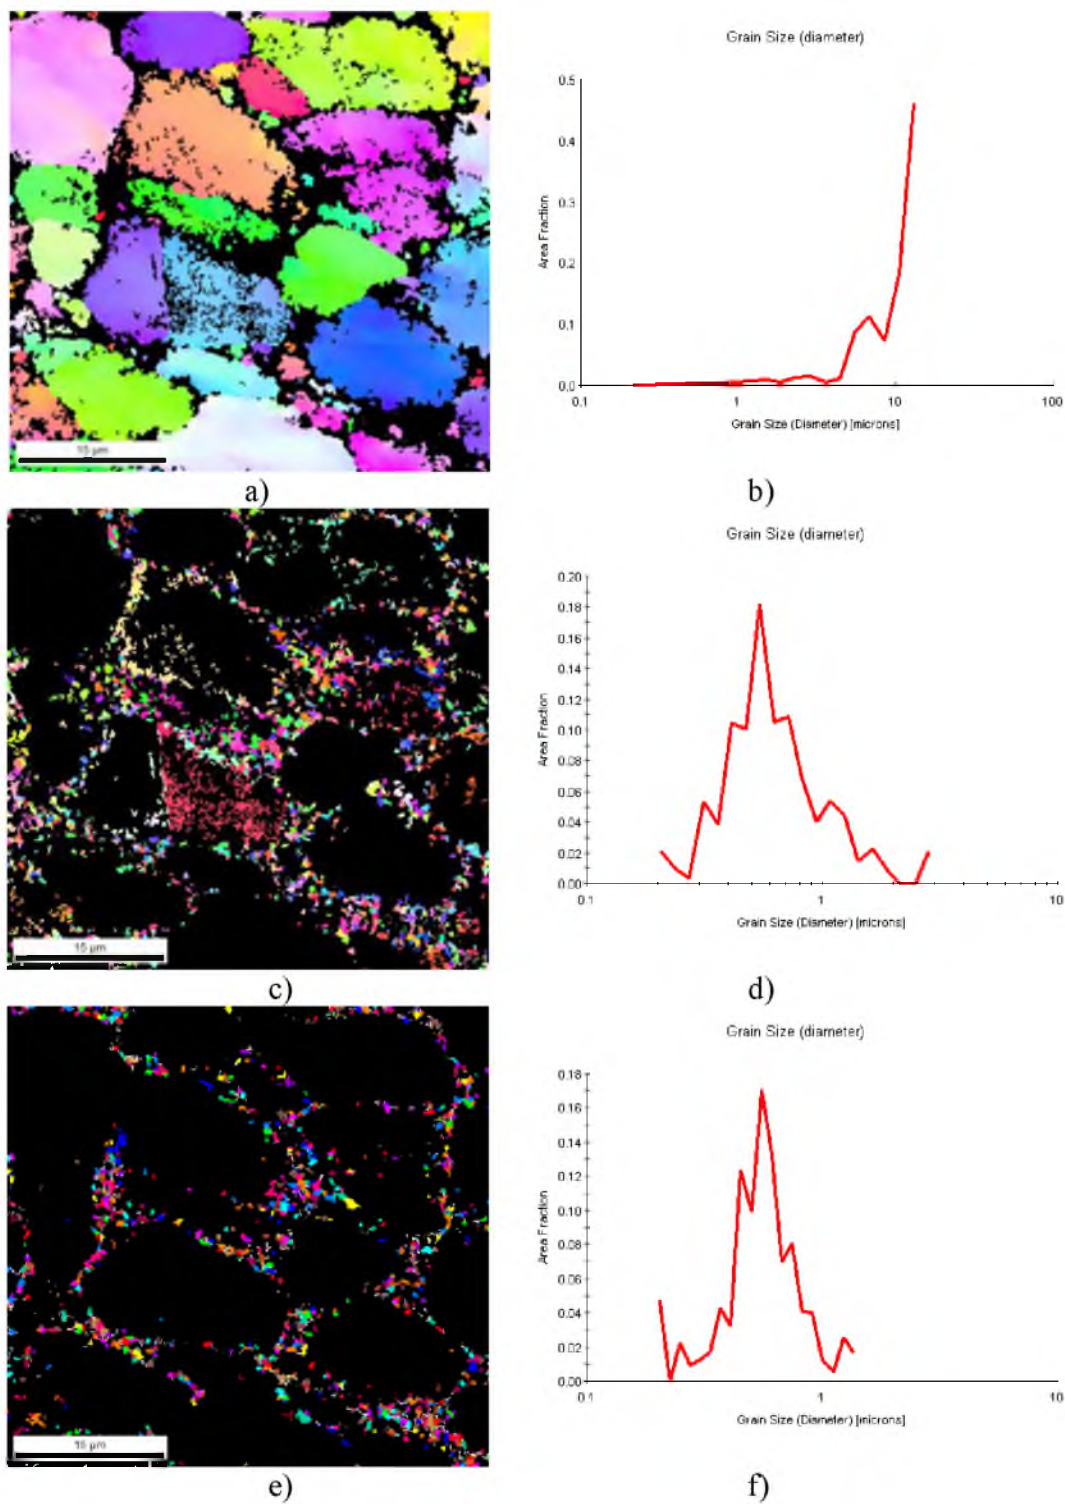 Grain Size (diameter)
0.5
0.4
0.3
0.2
0.1
0.0
Area Fraction
0.1 1 10 100
Grain Size (Diameter) [microns]
15 μm
a) b)
Grain Size (diameter)
0.20
0.18
0.16
0.14
0.12
0.10
0.08
0.06
0.04
0.02
0.00
Area Fraction
0.1 1 10
Grain Size (Diameter) [microns]
15 μm
c) d)
Grain Size (diameter)
0.18
0.16
0.14
0.12
0.10
0.08
0.06
0.04
0.02
0.00
Area Fraction
0.1 1 10
Grain Size (Diameter) [microns]
15 μm
e) f)